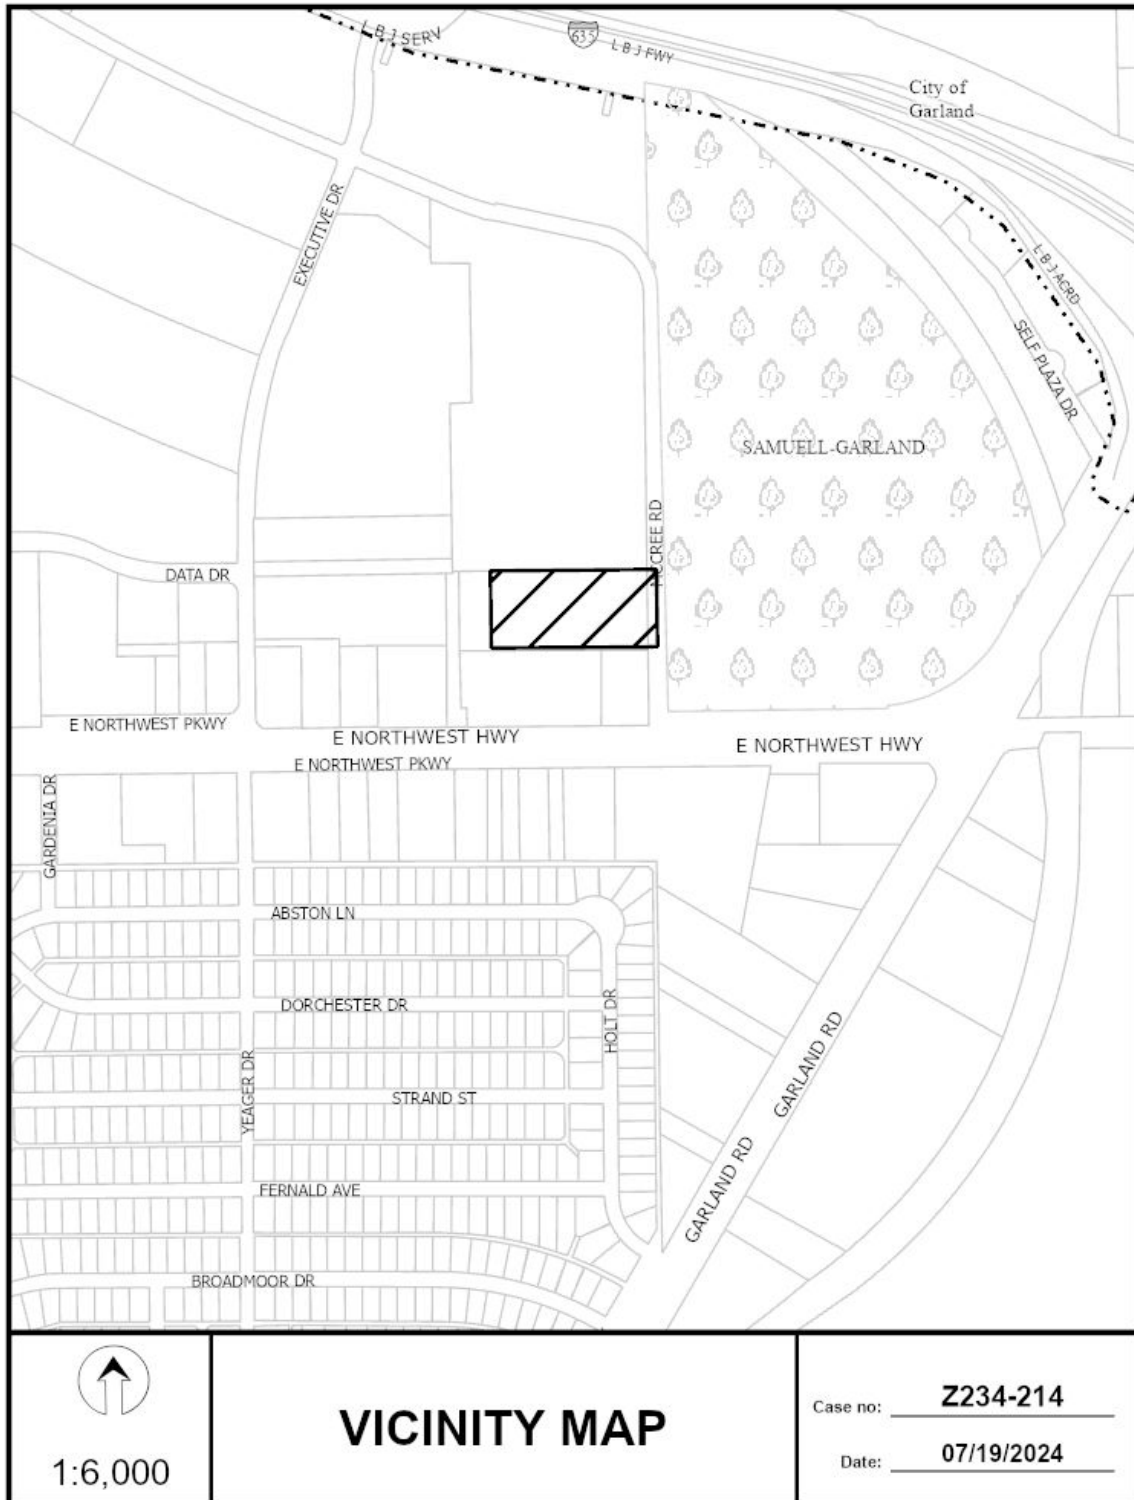 L B J SERV
635
L B J FWY
City of
Garland
EXECUTIVE DR
L B J ACRD
SELF PLAZA DR
SAMUELL-GARLAND
DATA DR
E NORTHWEST PKWY
E NORTHWEST HWY
E NORTHWEST HWY
E NORTHWEST PKWY
GARDENIA DR
ABSTON LN
DORCHESTER DR
HOLT DR
YEAGER DR
STRAND ST
GARLAND RD
GARLAND RD
FERNALD AVE
BROADMOOR DR
1:6,000
VICINITY MAP
Case no: Z234-214
Date: 07/19/2024